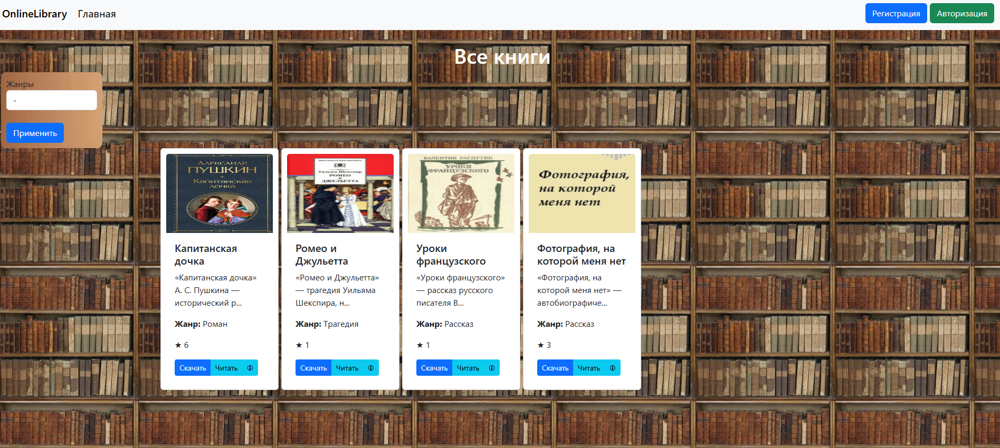 OnlineLibrary Главная Регистрация Авторизация
Все книги
Жанры
-
Применить
АЛЕКСАНДР
ПУШКИН
Капитанская
дочка
Капитанская
дочка
«Капитанская дочка»
А. С. Пушкина —
исторический р...
Жанр: Роман
★ 6
Скачать Читать ⓘ
Уильям Шекспир
РОМЕО
И
ДЖУЛЬЕТТА
Ромео и
Джульетта
«Ромео и Джульетта»
— трагедия Уильяма
Шекспира, н...
Жанр: Трагедия
★ 1
Скачать Читать ⓘ
ВАЛЕНТИН РАСПУТИН
УРОКИ
ФРАНЦУЗСКОГО
Уроки
французского
«Уроки французского»
— рассказ русского
писателя В...
Жанр: Рассказ
★ 1
Скачать Читать ⓘ
Фотография,
на которой
меня нет
Фотография, на
которой меня нет
«Фотография, на
которой меня нет» —
автобиографиче...
Жанр: Рассказ
★ 3
Скачать Читать ⓘ